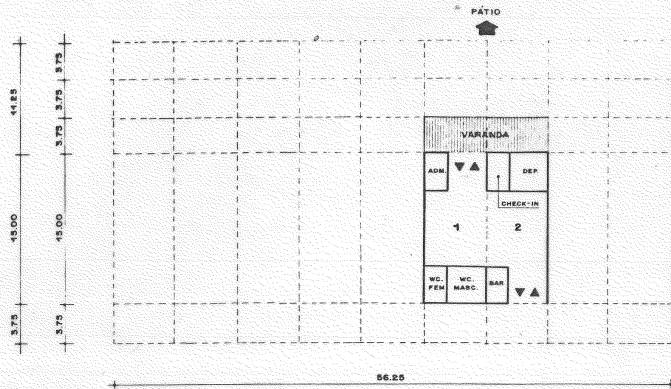 PÁTIO
3.75
11.25
3.75
3.75
VARANDA
ADM.
DEP.
CHECK-IN
1
2
15.00
15.00
WC. FEM
WC. MASC.
BAR
3.75
3.75
56.25